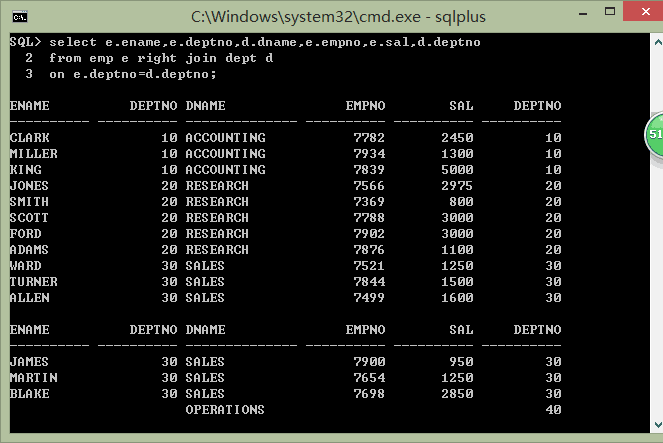 C:\Windows\system32\cmd.exe - sqlplus
SQL> select e.ename,e.deptno,d.dname,e.empno,e.sal,d.deptno
2 from emp e right join dept d
3 on e.deptno=d.deptno;
ENAME DEPTNO DNAME EMPNO SAL DEPTNO
---------- ---------- -------------- ---------- ---------- ----------
CLARK 10 ACCOUNTING 7782 2450 10
MILLER 10 ACCOUNTING 7934 1300 10
KING 10 ACCOUNTING 7839 5000 10
JONES 20 RESEARCH 7566 2975 20
SMITH 20 RESEARCH 7369 800 20
SCOTT 20 RESEARCH 7788 3000 20
FORD 20 RESEARCH 7902 3000 20
ADAMS 20 RESEARCH 7876 1100 20
WARD 30 SALES 7521 1250 30
TURNER 30 SALES 7844 1500 30
ALLEN 30 SALES 7499 1600 30
ENAME DEPTNO DNAME EMPNO SAL DEPTNO
---------- ---------- -------------- ---------- ---------- ----------
JAMES 30 SALES 7900 950 30
MARTIN 30 SALES 7654 1250 30
BLAKE 30 SALES 7698 2850 30
OPERATIONS 40
51